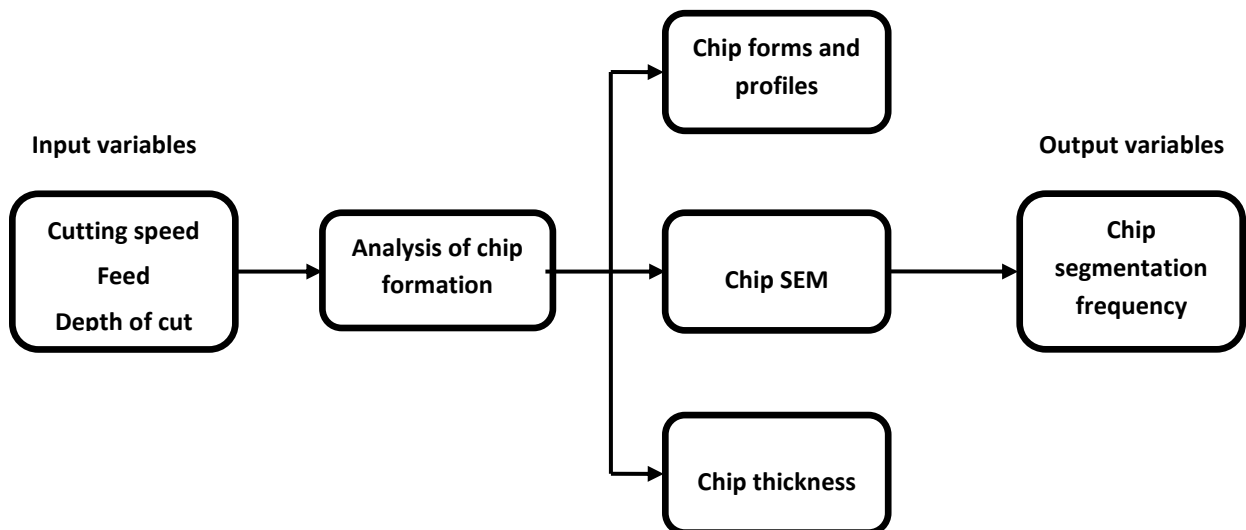 Chip forms and
profiles
Input variables
Output variables
Cutting speed
Feed
Depth of cut
Analysis of chip
formation
Chip SEM
Chip
segmentation
frequency
Chip thickness